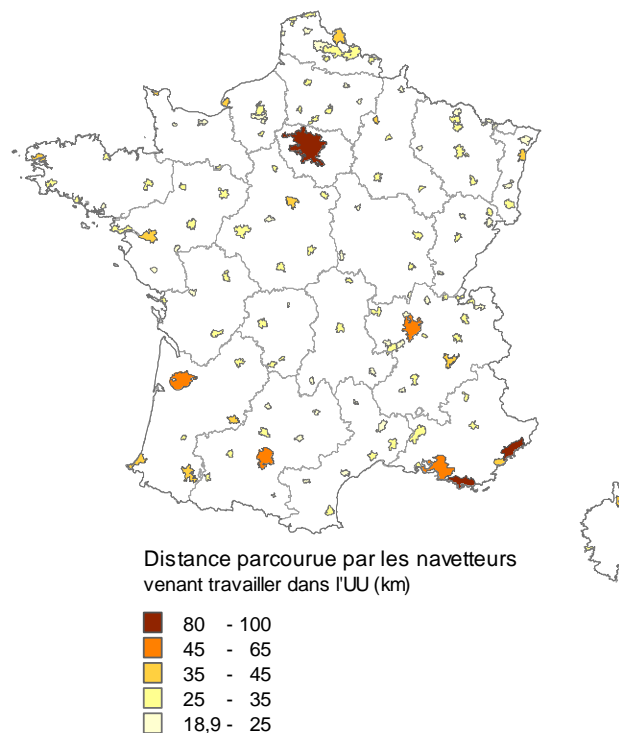 Distance parcourue par les navetteurs
venant travailler dans l'UU (km)
80 - 100
45 - 65
35 - 45
25 - 35
18,9 - 25